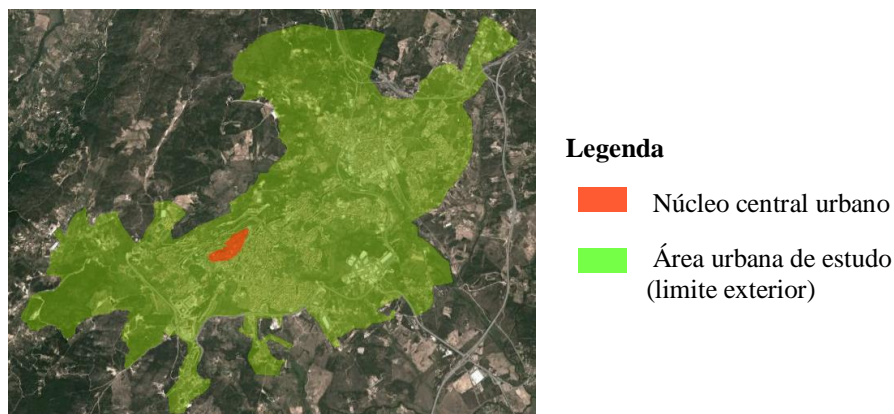 Legenda
Núcleo central urbano
Área urbana de estudo
(limite exterior)